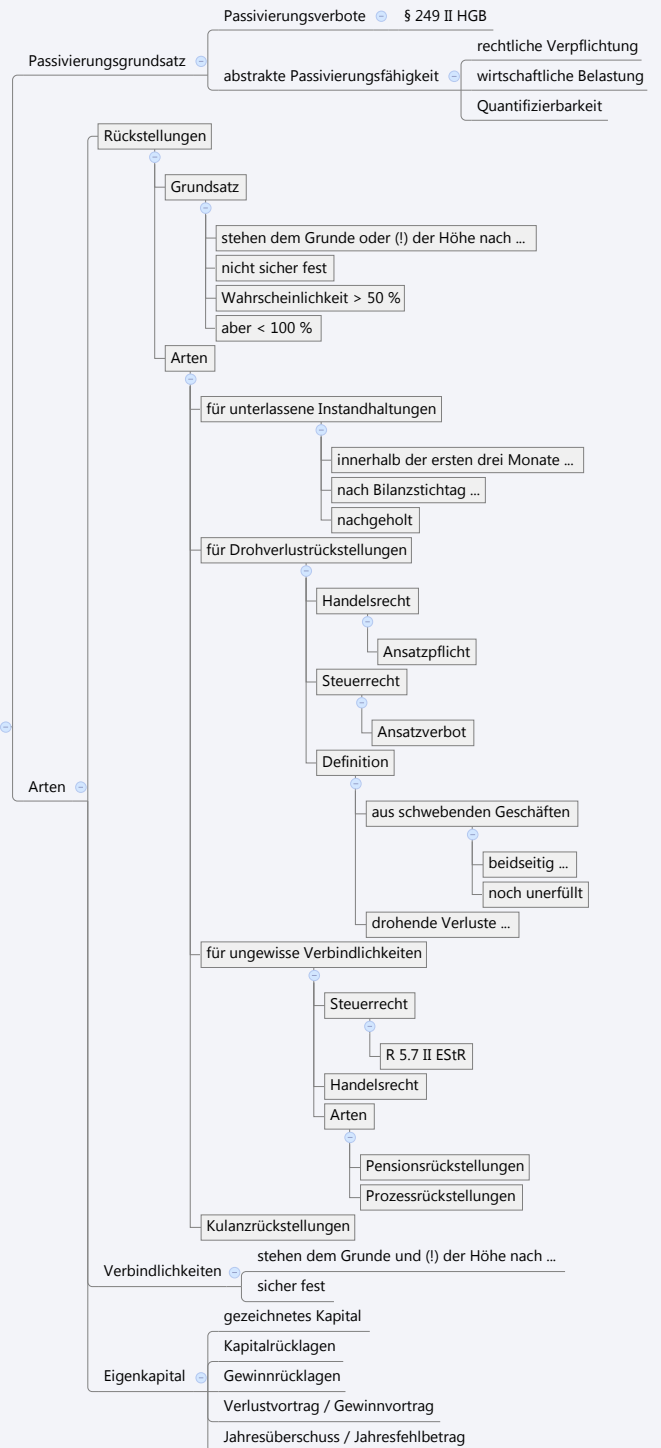 Passivierungsverbote § 249 II HGB
Passivierungsgrundsatz
rechtliche Verpflichtung
abstrakte Passivierungsfähigkeit wirtschaftliche Belastung
Quantifizierbarkeit
Rückstellungen
Grundsatz
stehen dem Grunde oder (!) der Höhe nach ...
nicht sicher fest
Wahrscheinlichkeit > 50 %
aber < 100 %
Arten
für unterlassene Instandhaltungen
innerhalb der ersten drei Monate ...
nach Bilanzstichtag ...
nachgeholt
für Drohverlustrückstellungen
Handelsrecht
Ansatzpflicht
Steuerrecht
Ansatzverbot
Definition
Arten
aus schwebenden Geschäften
beidseitig ...
noch unerfüllt
drohende Verluste ...
für ungewisse Verbindlichkeiten
Steuerrecht
R 5.7 II EStR
Handelsrecht
Arten
Pensionsrückstellungen
Prozessrückstellungen
Kulanzrückstellungen
stehen dem Grunde und (!) der Höhe nach ...
Verbindlichkeiten
sicher fest
gezeichnetes Kapital
Kapitalrücklagen
Eigenkapital Gewinnrücklagen
Verlustvortrag / Gewinnvortrag
Jahresüberschuss / Jahresfehlbetrag